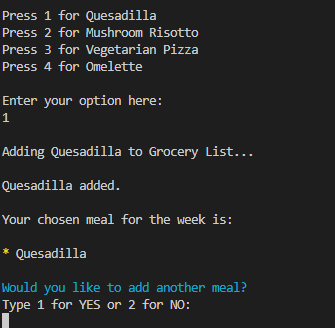 Press 1 for Quesadilla
Press 2 for Mushroom Risotto
Press 3 for Vegetarian Pizza
Press 4 for Omelette
Enter your option here:
1
Adding Quesadilla to Grocery List...
Quesadilla added.
Your chosen meal for the week is:
* Quesadilla
Would you like to add another meal?
Type 1 for YES or 2 for NO: